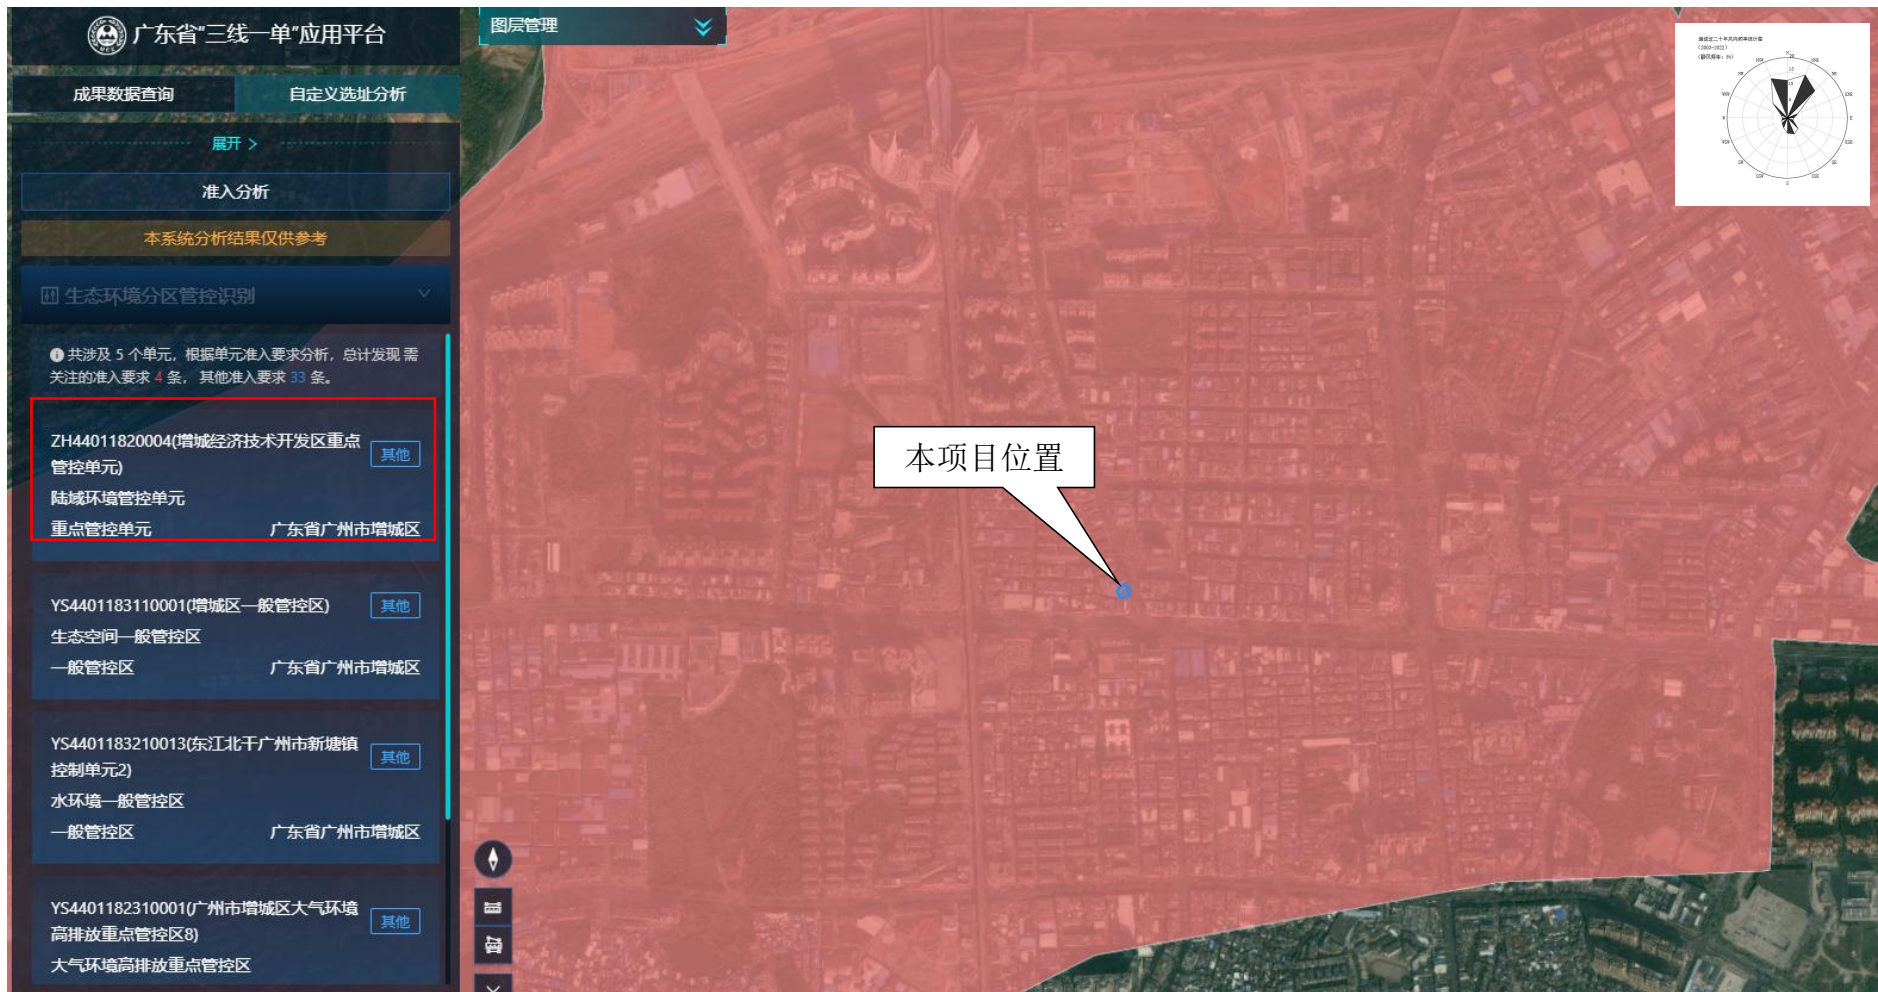 广东省"三线一单"应用平台
成果数据查询
自定义选址分析
展开 >
准入分析
本系统分析结果仅供参考
生态环境分区管控识别
共涉及 5 个单元，根据单元准入要求分析，总计发现 需
关注的准入要求 4 条， 其他准入要求 33 条。
ZH44011820004(增城经济技术开发区重点
管控单元)
其他
陆域环境管控单元
重点管控单元
广东省广州市增城区
YS4401183110001(增城区一般管控区)
其他
生态空间一般管控区
一般管控区
广东省广州市增城区
YS4401183210013(东江北干广州市新塘镇
控制单元2)
其他
水环境一般管控区
一般管控区
广东省广州市增城区
YS4401182310001(广州市增城区大气环境
高排放重点管控区8)
其他
大气环境高排放重点管控区
图层管理
本项目位置
(2003-2022)